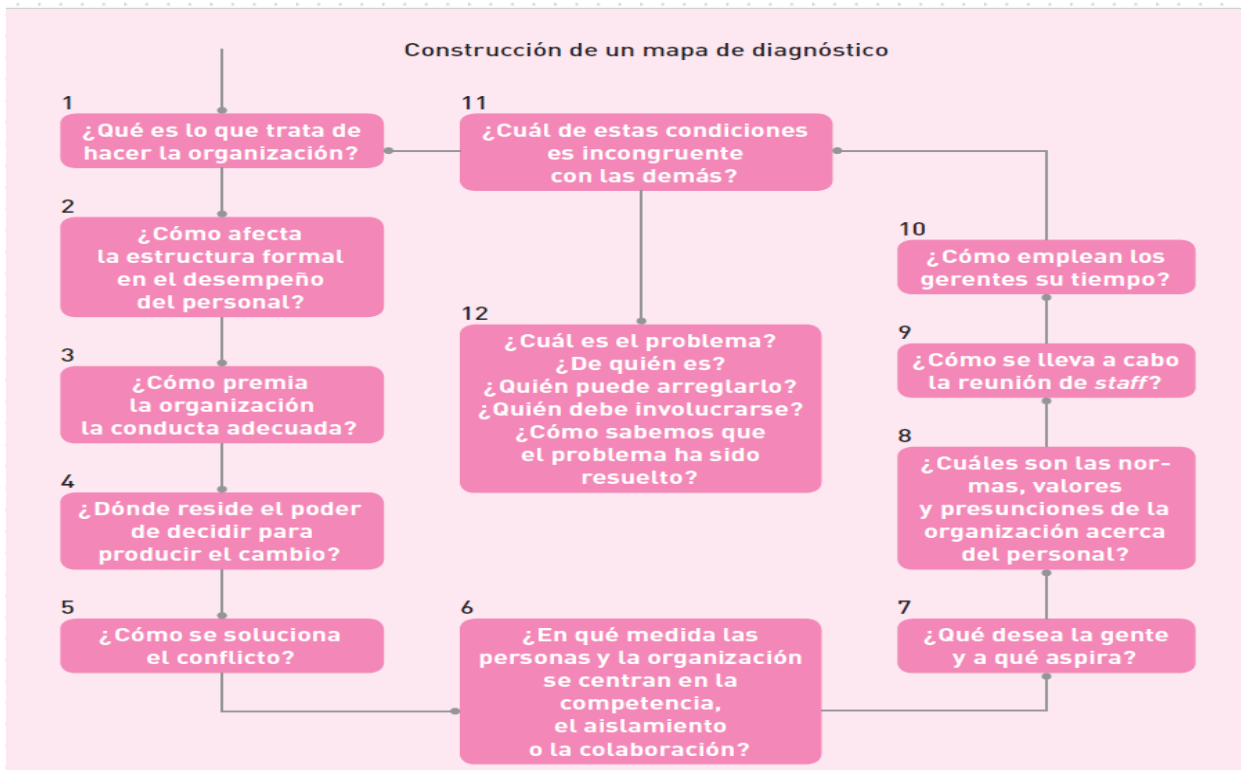 Construcción de un mapa de diagnóstico
1
¿Qué es lo que trata de
hacer la organización?
2
¿Cómo afecta
la estructura formal
en el desempeño
del personal?
3
¿Cómo premia
la organización
la conducta adecuada?
4
¿Dónde reside el poder
de decidir para
producir el cambio?
5
¿Cómo se soluciona
el conflicto?
6
¿En qué medida las
personas y la organización
se centran en la
competencia,
el aislamiento
o la colaboración?
7
¿Qué desea la gente
y a qué aspira?
8
¿Cuáles son las nor-
mas, valores
y presunciones de la
organización acerca
del personal?
9
¿Cómo se lleva a cabo
la reunión de staff?
10
¿Cómo emplean los
gerentes su tiempo?
11
¿Cuál de estas condiciones
es incongruente
con las demás?
12
¿Cuál es el problema?
¿De quién es?
¿Quién puede arreglarlo?
¿Quién debe involucrarse?
¿Cómo sabemos que
el problema ha sido
resuelto?